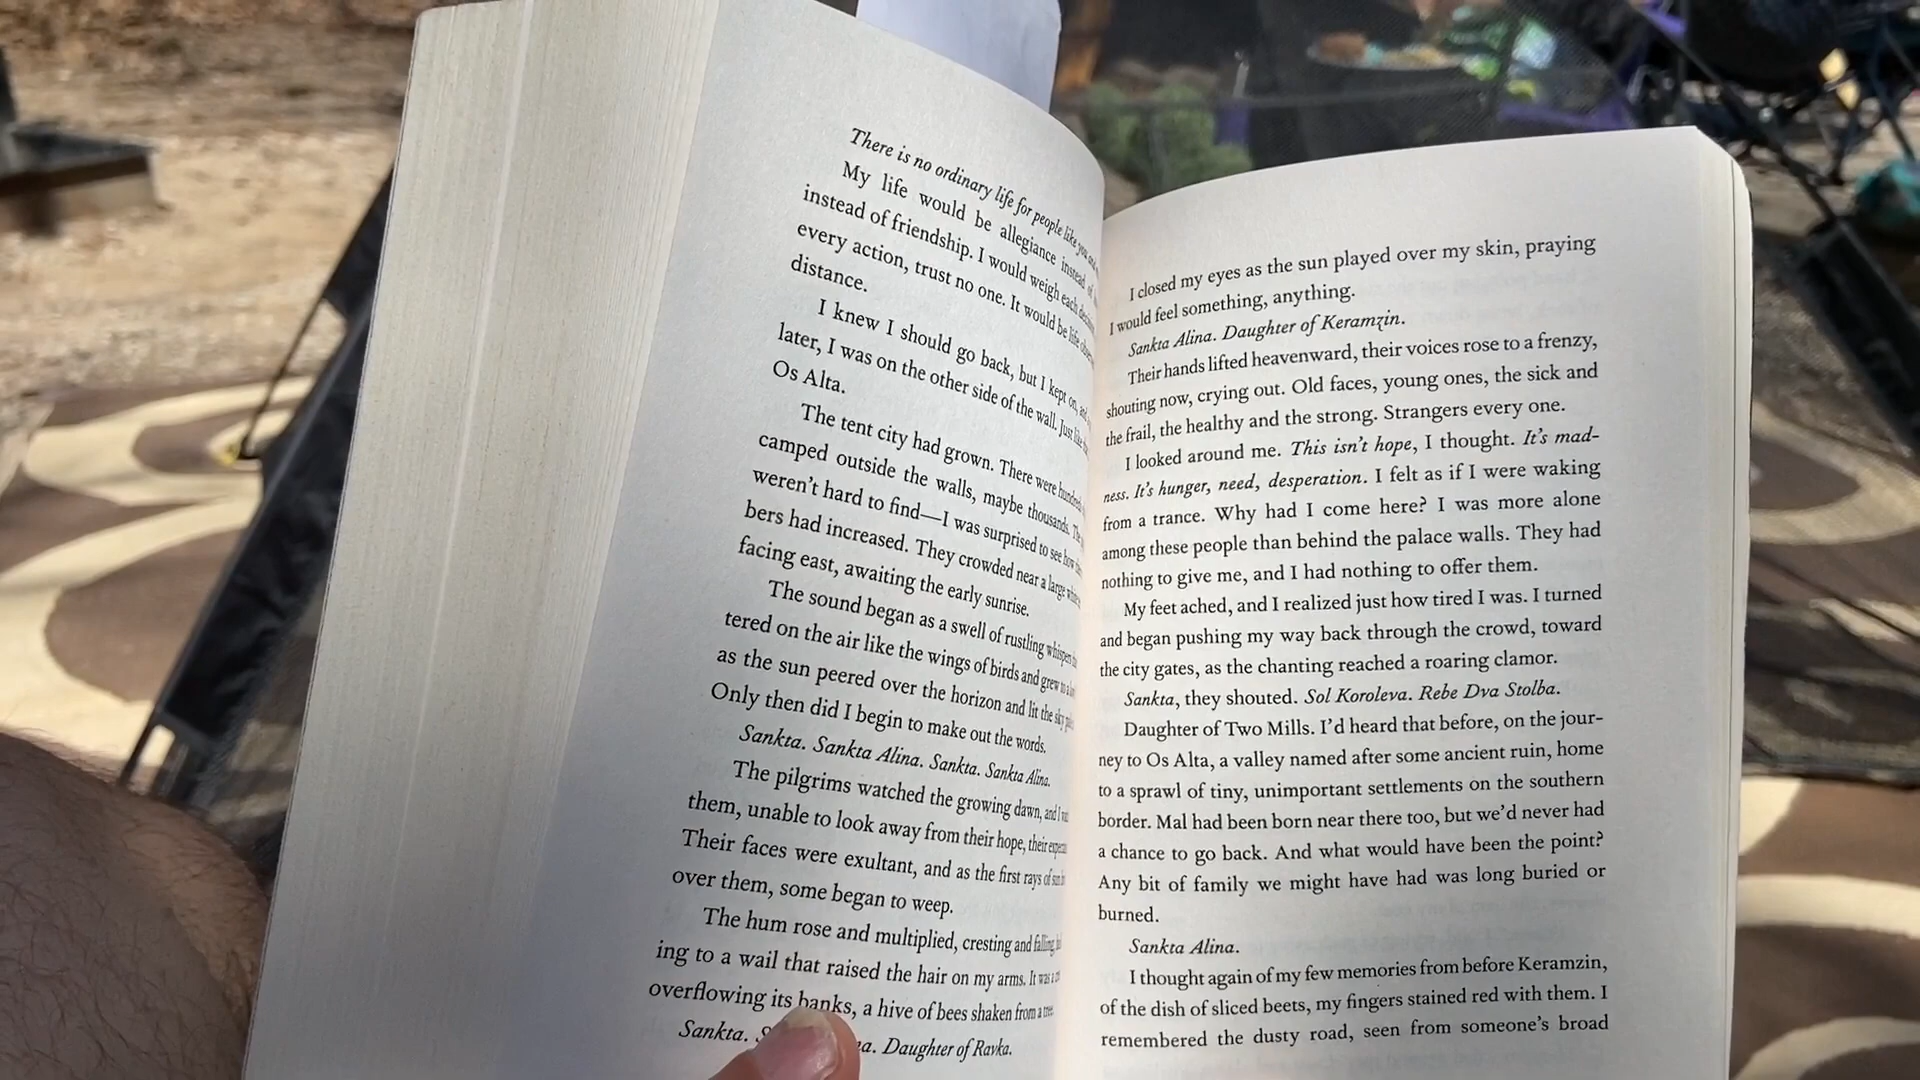 There is no ordinary life for people like you
My life would be allegiance instead of
instead of friendship. I would weigh each
every action, trust no one. It would be life
distance.
I knew I should go back, but I kept on,
later, I was on the other side of the wall. Just like
Os Alta.
The tent city had grown. There were
camped outside the walls, maybe thousands.
weren't hard to find—I was surprised to see how
bers had increased. They crowded near a large
facing east, awaiting the early sunrise.
The sound began as a swell of rustling whispers
tered on the air like the wings of birds and grew to a
as the sun peered over the horizon and lit the sky
Only then did I begin to make out the words.
Sankta. Sankta Alina. Sankta. Sankta Alina.
The pilgrims watched the growing dawn, and I
them, unable to look away from their hope, their
Their faces were exultant, and as the first rays of
over them, some began to weep.
The hum rose and multiplied, cresting and falling,
ing to a wail that raised the hair on my arms. It was a
overflowing its banks, a hive of bees shaken from a tree.
Sankta. Daughter of Ravka.
I closed my eyes as the sun played over my skin, praying
I would feel something, anything.
Sankta Alina. Daughter of Keramzin.
Their hands lifted heavenward, their voices rose to a frenzy,
shouting now, crying out. Old faces, young ones, the sick and
the frail, the healthy and the strong. Strangers every one.
I looked around me. This isn't hope, I thought. It's mad-
ness. It's hunger, need, desperation. I felt as if I were waking
from a trance. Why had I come here? I was more alone
among these people than behind the palace walls. They had
nothing to give me, and I had nothing to offer them.
My feet ached, and I realized just how tired I was. I turned
and began pushing my way back through the crowd, toward
the city gates, as the chanting reached a roaring clamor.
Sankta, they shouted. Sol Koroleva. Rebe Dva Stolba.
Daughter of Two Mills. I'd heard that before, on the jour-
ney to Os Alta, a valley named after some ancient ruin, home
to a sprawl of tiny, unimportant settlements on the southern
border. Mal had been born near there too, but we'd never had
a chance to go back. And what would have been the point?
Any bit of family we might have had was long buried or
burned.
Sankta Alina.
I thought again of my few memories from before Keramzin,
of the dish of sliced beets, my fingers stained red with them. I
remembered the dusty road, seen from someone's broad